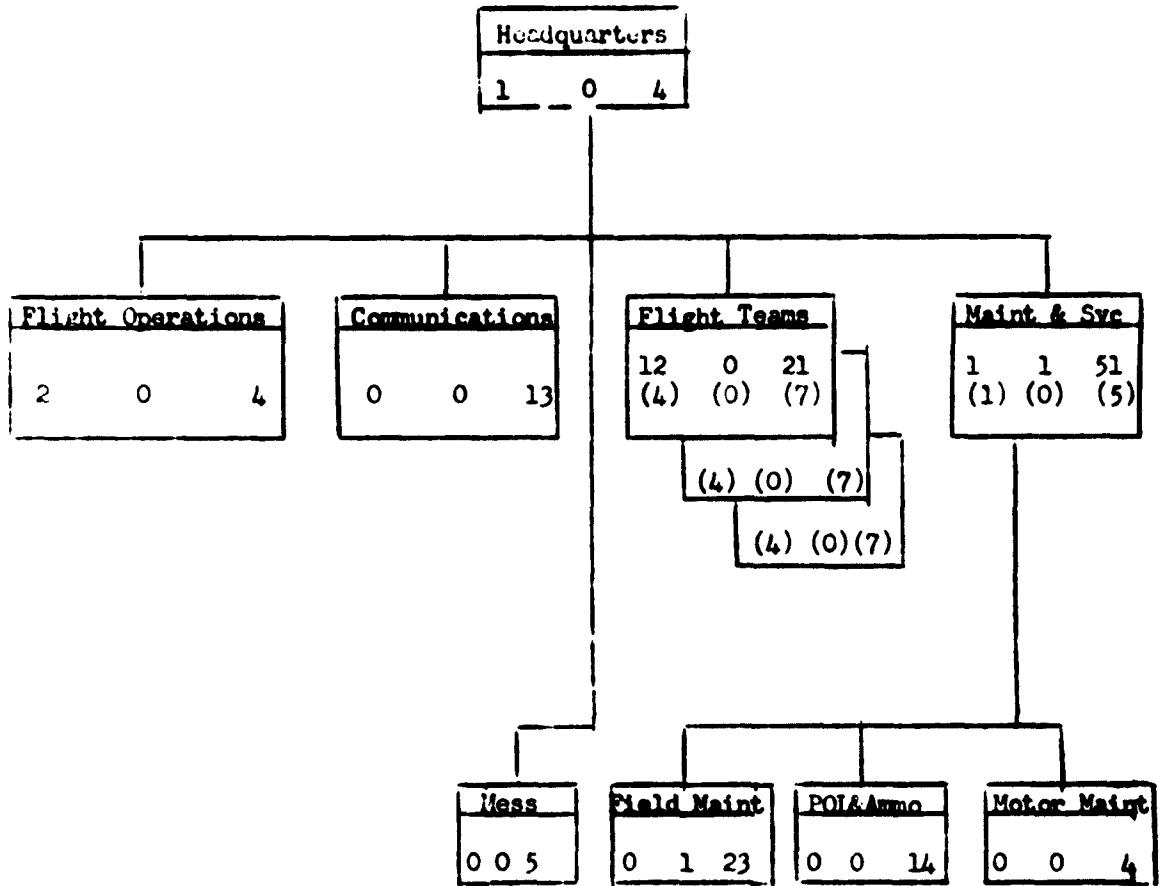 Headquarters
1 0 4
Flight Operations
2 0 4
Communications
0 0 13
Flight Teams
12 0 21
(4) (0) (7)
(4) (0) (7)
(4) (0) (7)
Maint & Svc
1 1 51
(1) (0) (5)
Mess
0 0 5
Field Maint
0 1 23
POL&Ammo
0 0 14
Motor Maint
0 0 4